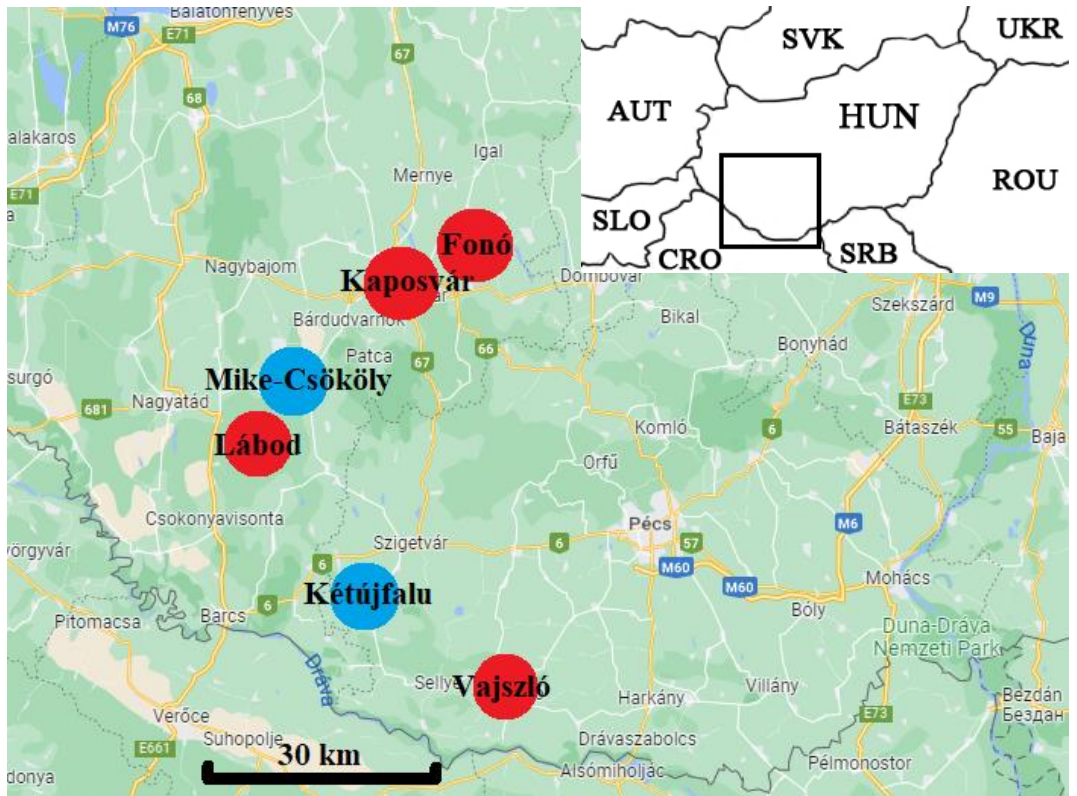 Balatonfenyves
M76
E71
67
68
alakaros
E71
a
Igal
Mernye
Fonó
Nagybajom
Kaposvár
ár
Dombóvár
Bárdudvarnok
Patca
67
66
Mike-Csököly
surgó
681
Nagyatád
Lábod
Csokonyavisonta
yörgyvár
Szigetvár
6
6
Kétújfalu
6
Barcs
Pitomacsa
Dráva
Sellye
Vajszló
Verőce
E661
Suhopolje
30 km
donya
SVK
UKR
AUT
HUN
ROU
SLO
CRO
SRB
M9
Szekszárd
Bikal
Bonyhád
Duna
E73
6
Komló
Bátaszék
55
Baja
Orfű
Pécs
M6
57
M60
M60
Mohács
Bóly
Duna-Dráva
Nemzeti Park
Harkány
Villány
Bezdán
Бездан
E73
Drávaszabolcs
Alsómiholjác
Pélmonostor